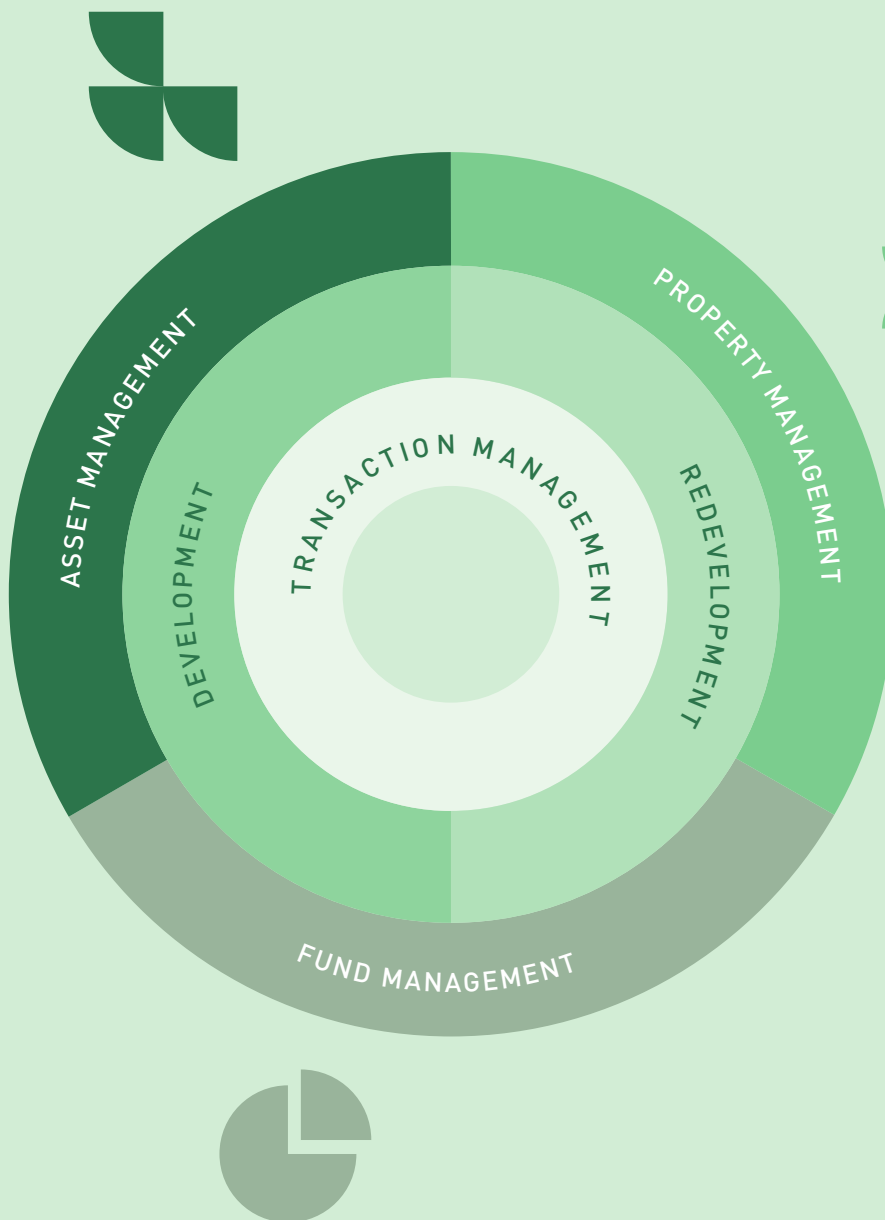 ASSET MANAGEMENT
PROPERTY MANAGEMENT
TRANSACTION MANAGEMENT
DEVELOPMENT
REDEVELOPMENT
FUND MANAGEMENT